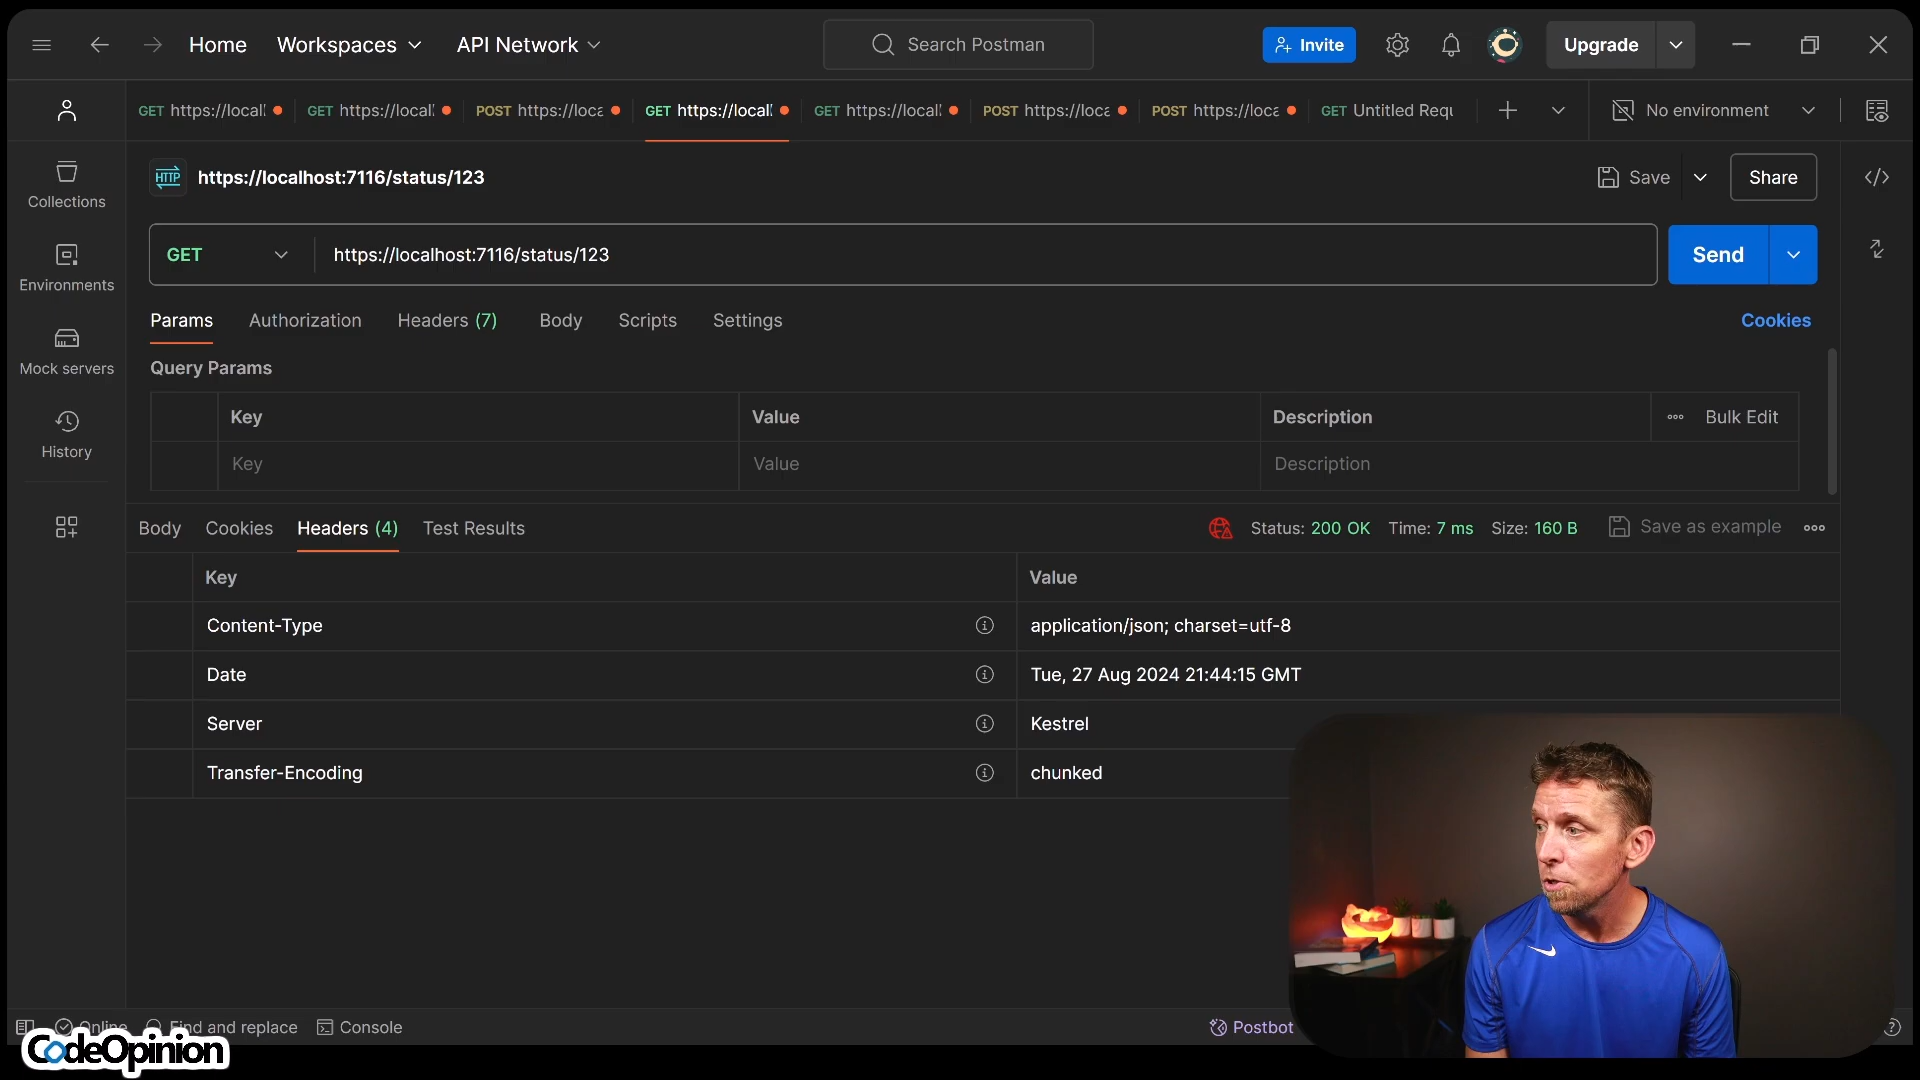 Home Workspaces API Network Search Postman Invite Upgrade
GET https://local POST https://loca GET https://local GET https://local POST https://loca POST https://loca GET Untitled Requ No environment
HTTP https://localhost:7116/status/123 Save Share
Collections
Environments
Mock servers
History
GET https://localhost:7116/status/123 Send
Params Authorization Headers (7) Body Scripts Settings Cookies
Query Params
Key Value Description Bulk Edit
Key Value Description
Body Cookies Headers (4) Test Results Status: 200 OK Time: 7 ms Size: 160 B Save as example
Key Value
Content-Type application/json; charset=utf-8
Date Tue, 27 Aug 2024 21:44:15 GMT
Server Kestrel
Transfer-Encoding chunked
Online Find and replace Console Postbot
CodeOpinion